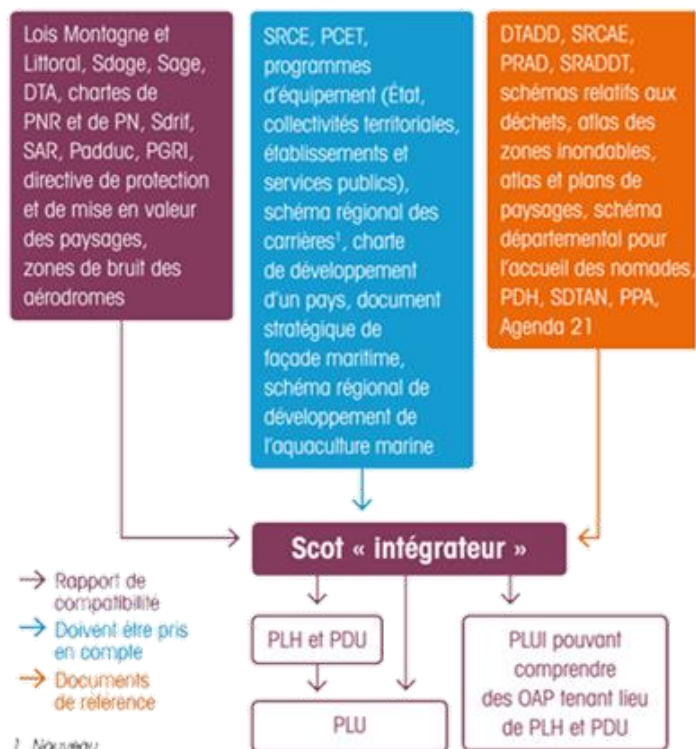 Lois Montagne et
Littoral, Sdage, Sage,
DTA, chartes de
PNR et de PN, Sdrif,
SAR, Padduc, PGRI,
directive de protection
et de mise en valeur
des paysages,
zones de bruit des
aérodromes
SRCE, PCET,
programmes
d'équipement (État,
collectivités territoriales,
établissements et
services publics),
schéma régional des
carrières¹, charte
de développement
d'un pays, document
stratégique de
façade maritime,
schéma régional de
développement de
l'aquaculture marine
DTADD, SRCAE,
PRAD, SRADDT,
schémas relatifs aux
déchets, atlas des
zones inondables,
atlas et plans de
paysages, schéma
départemental pour
l'accueil des nomades,
PDH, SDTAN, PPA,
Agenda 21
Scot « intégrateur »
→ Rapport de
compatibilité
→ Doivent être pris
en compte
→ Documents
de référence
PLH et PDU
PLU
PLUI pouvant
comprendre
des OAP tenant lieu
de PLH et PDU
1. Nouveau